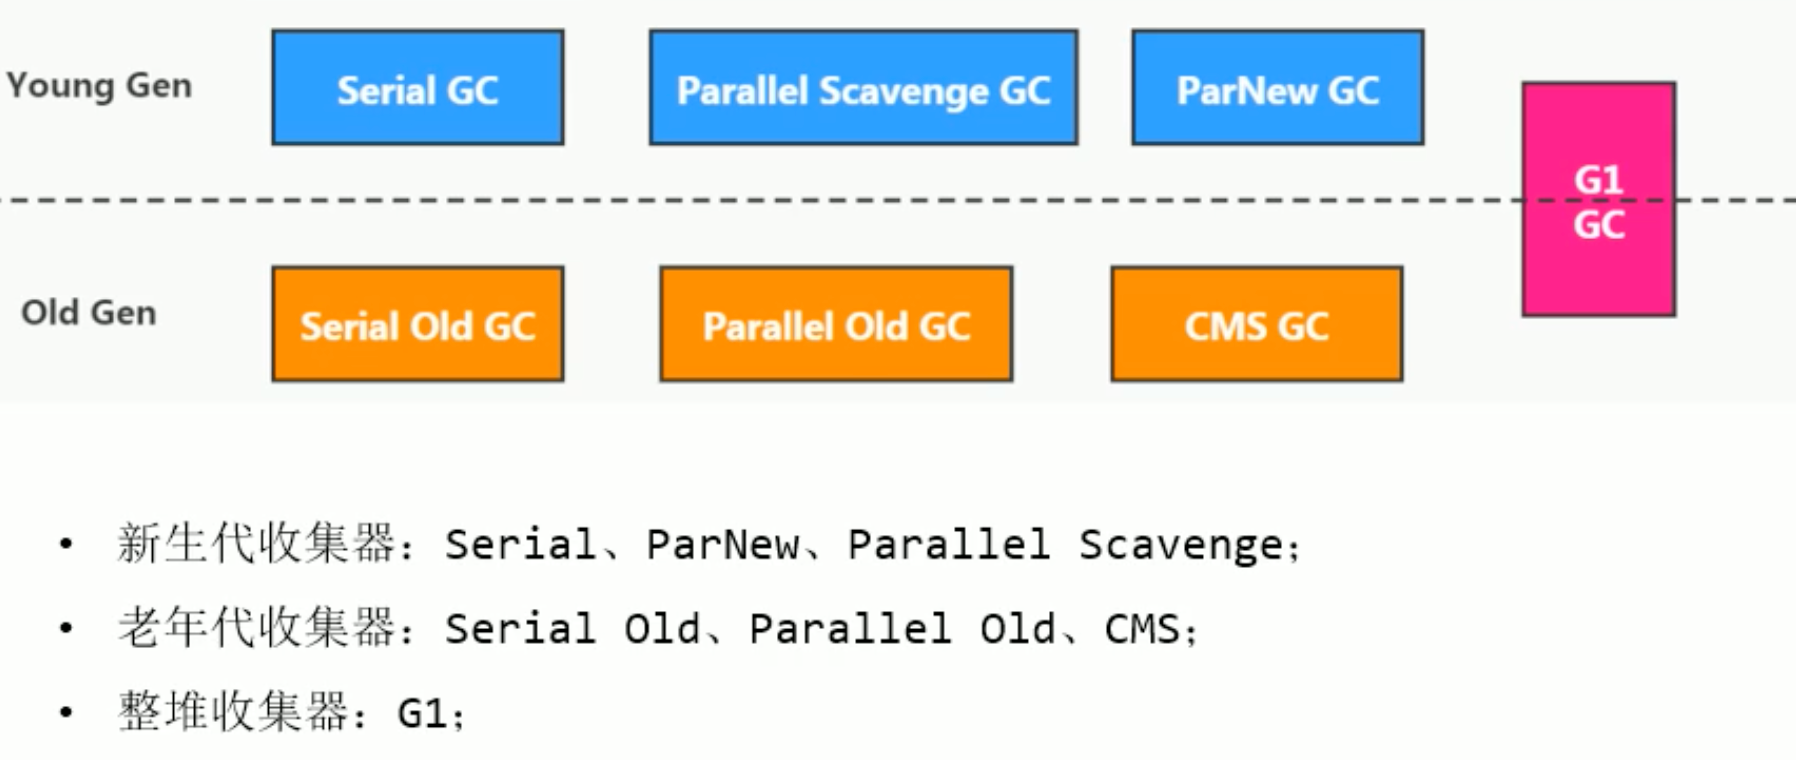 Young Gen
Serial GC
Parallel Scavenge GC
ParNew GC
G1
GC
Old Gen
Serial Old GC
Parallel Old GC
CMS GC
• 新生代收集器：Serial、ParNew、Parallel Scavenge；
• 老年代收集器：Serial Old、Parallel Old、CMS；
• 整堆收集器：G1；